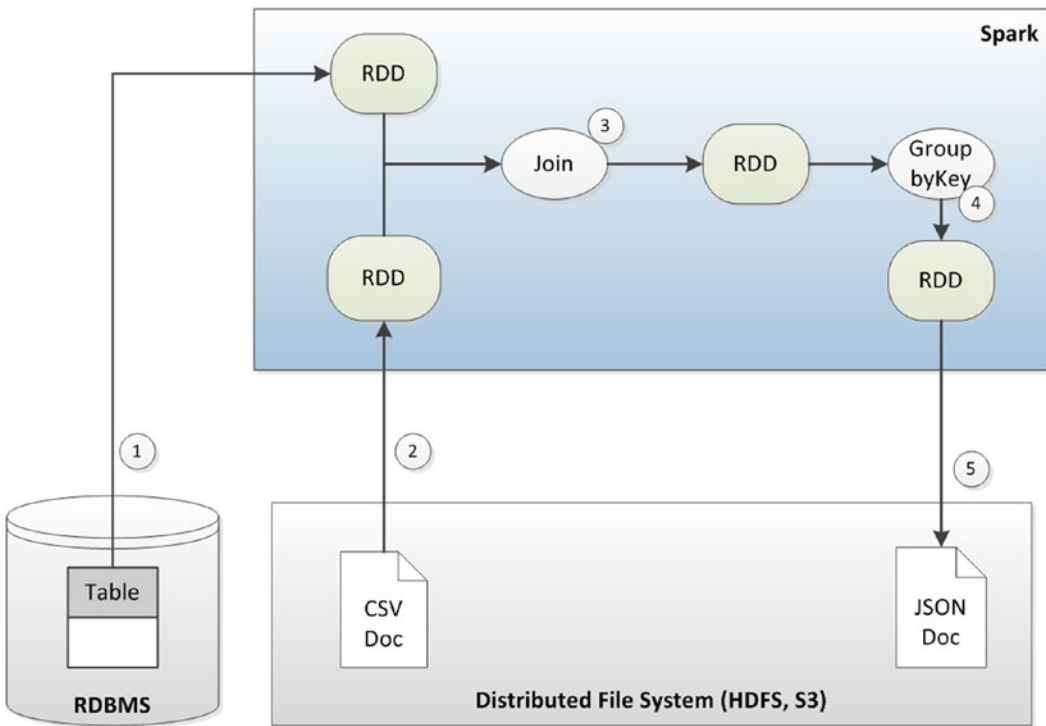 Spark
RDD
3
Join
RDD
Group
byKey
4
RDD
RDD
1
2
5
Table
CSV
Doc
JSON
Doc
RDBMS
Distributed File System (HDFS, S3)